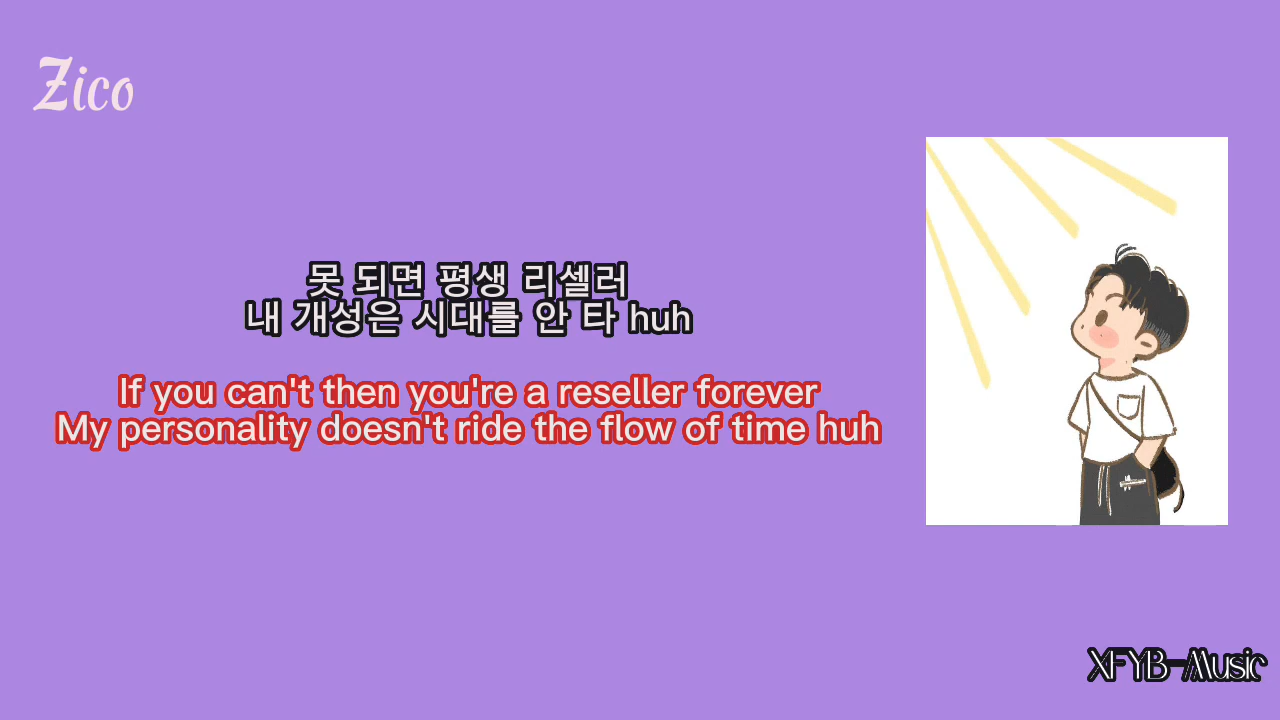 Zico
못 되면 평생 리셀러
내 개성은 시대를 안 타 huh
If you can't then you're a reseller forever
My personality doesn't ride the flow of time huh
XFYB-Music